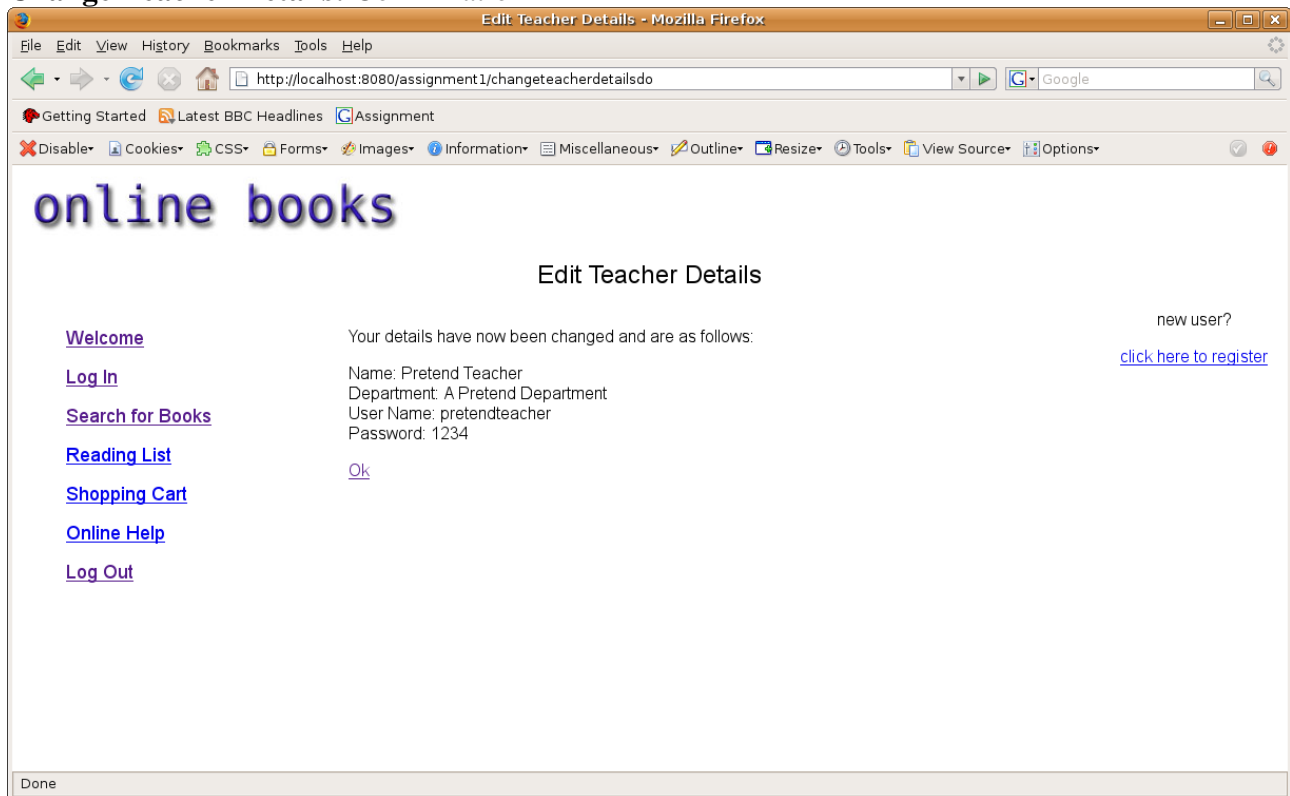 Edit Teacher Details - Mozilla Firefox
File Edit View History Bookmarks Tools Help
http://localhost:8080/assignment1/changeteacherdetailsdo
G Google
Getting Started Latest BBC Headlines Assignment
Disable Cookies CSS Forms Images Information Miscellaneous Outline Resize Tools View Source Options
online books
Edit Teacher Details
new user?
click here to register
Welcome
Log In
Search for Books
Reading List
Shopping Cart
Online Help
Log Out
Your details have now been changed and are as follows:
Name: Pretend Teacher
Department: A Pretend Department
User Name: pretendteacher
Password: 1234
Ok
Done